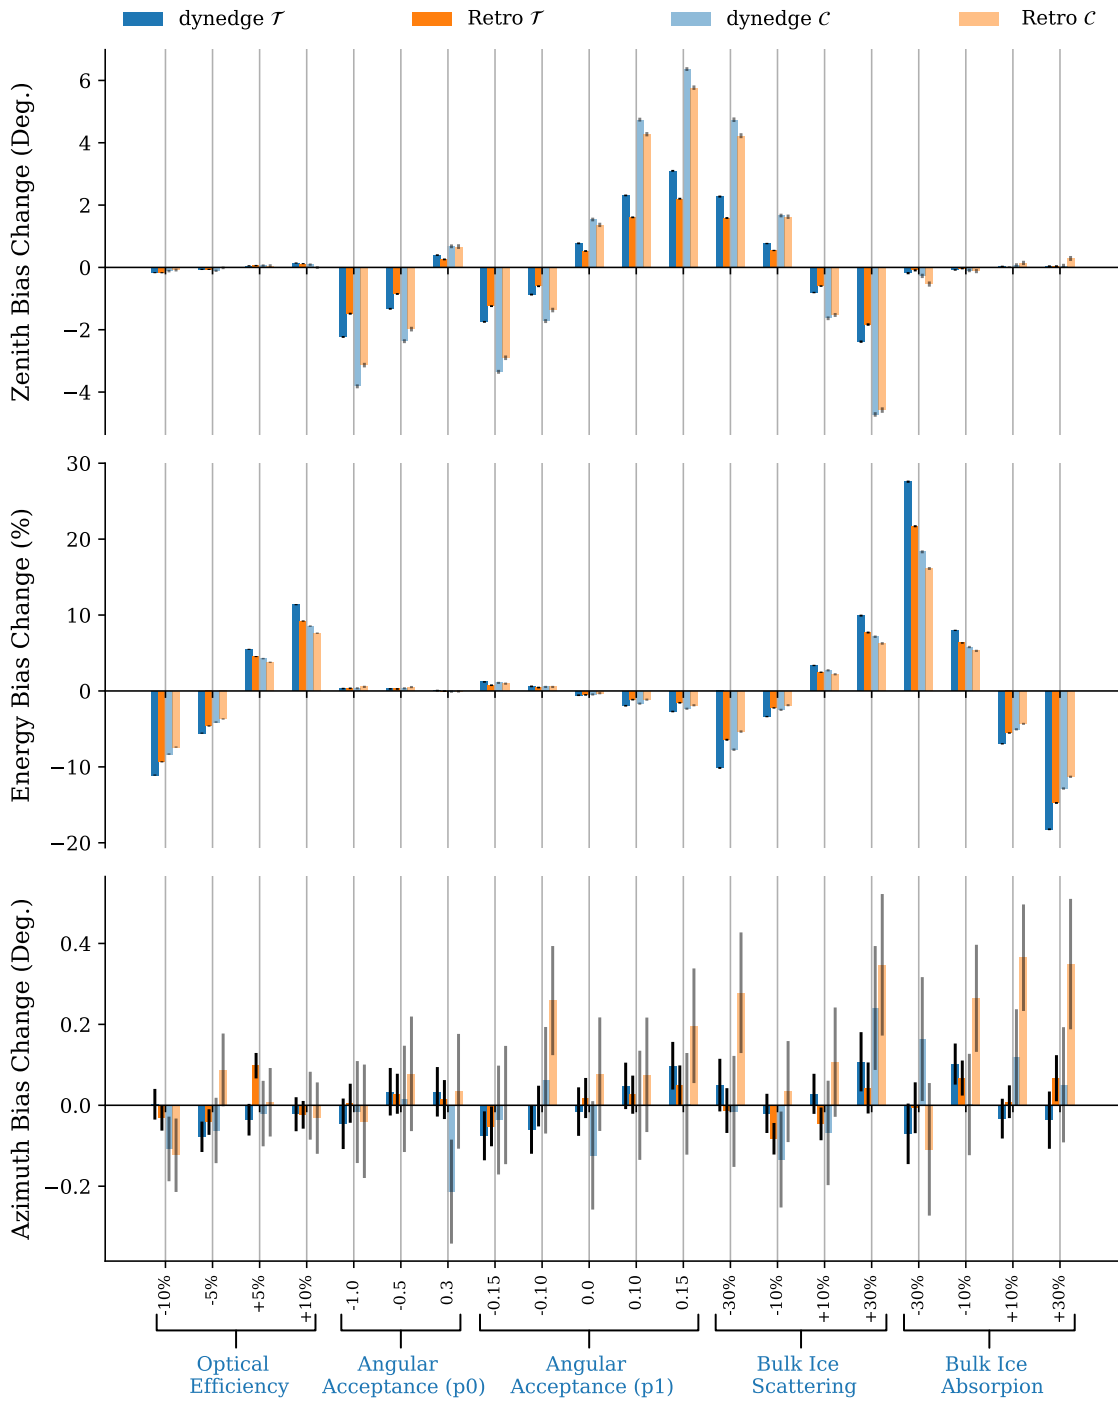 dynedge 𝒯 Retro 𝒯 dynedge 𝒞 Retro 𝒞
Zenith Bias Change (Deg.)
6
4
2
0
−2
−4
Energy Bias Change (%)
30
20
10
0
−10
−20
Azimuth Bias Change (Deg.)
0.4
0.2
0.0
−0.2
-10% -5% +5% +10% -1.0 -0.5 0.3 -0.15 -0.10 0.0 0.10 0.15 -30% -10% +10% +30% -30% -10% +10% +30%
Optical Angular Angular Bulk Ice Bulk Ice
Efficiency Acceptance (p0) Acceptance (p1) Scattering Absorpion